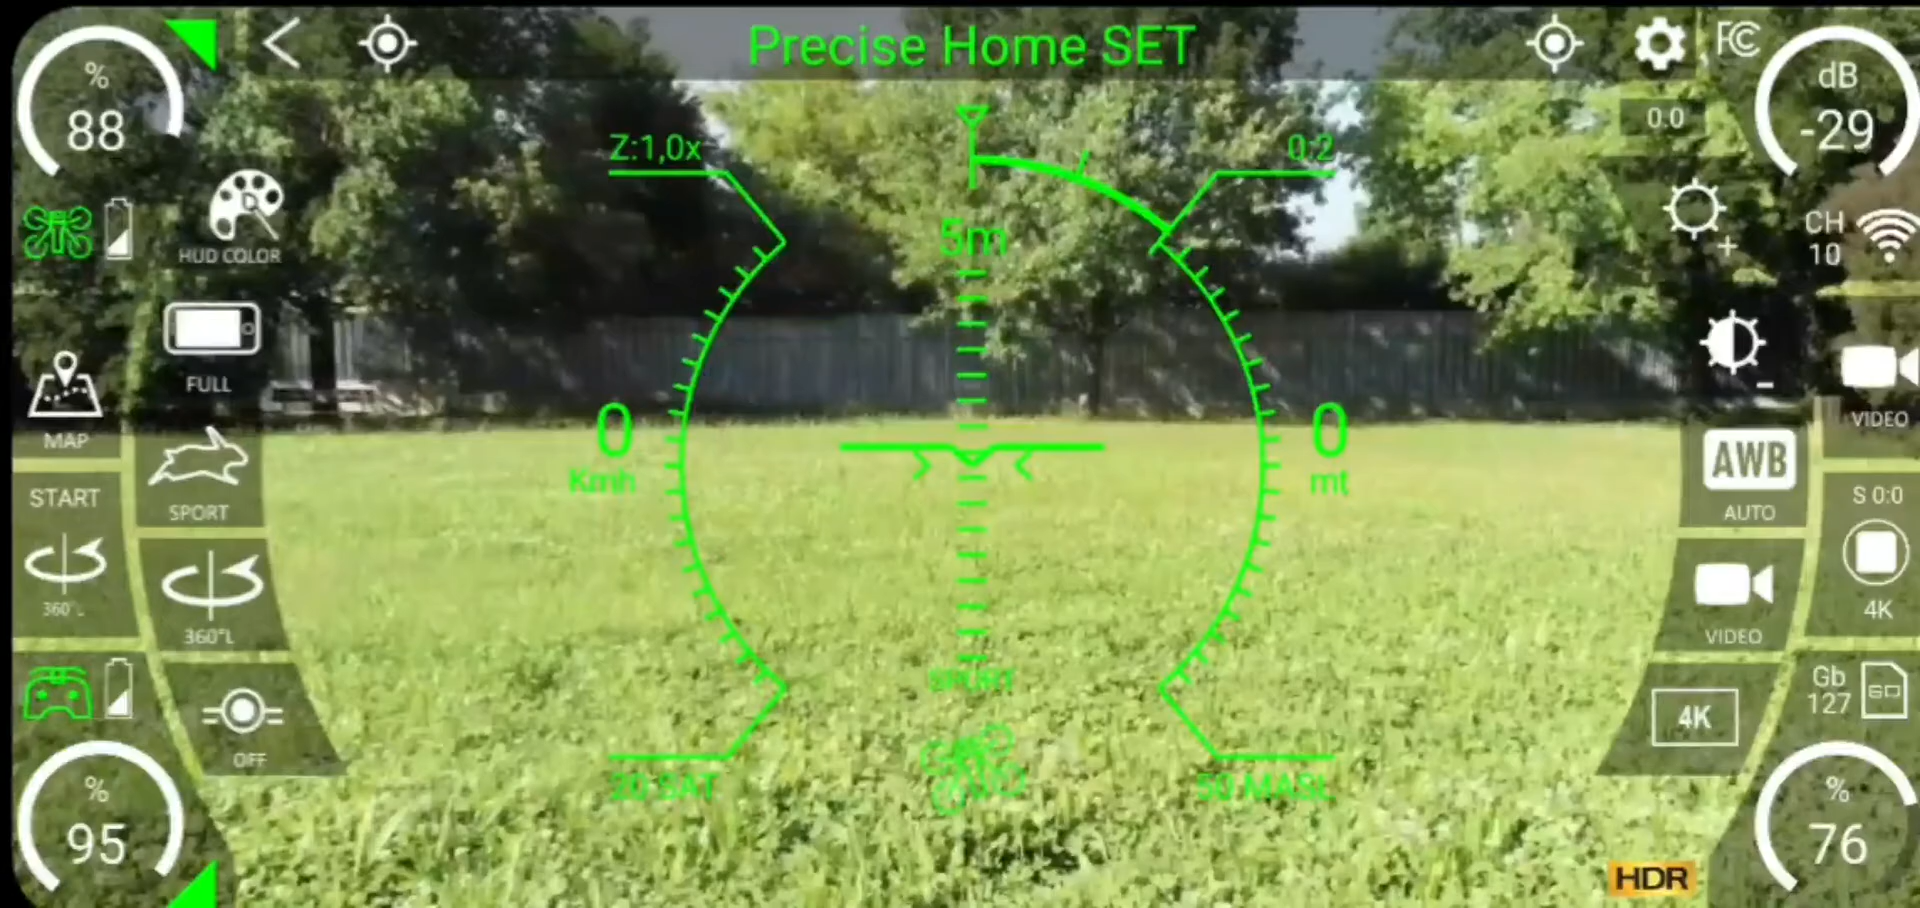 Precise Home SET
%
88
HUD COLOR
FULL
MAP
START
360°L
SPORT
360°L
OFF
%
95
Z:1,0x
0:2
5m
0
Kmh
0
mt
SPORT
20 SAT
50 MASL
FCC
0.0
dB
-29
CH
10
VIDEO
AWB
AUTO
S 0:0
4K
VIDEO
4K
Gb
127
SD
%
76
HDR